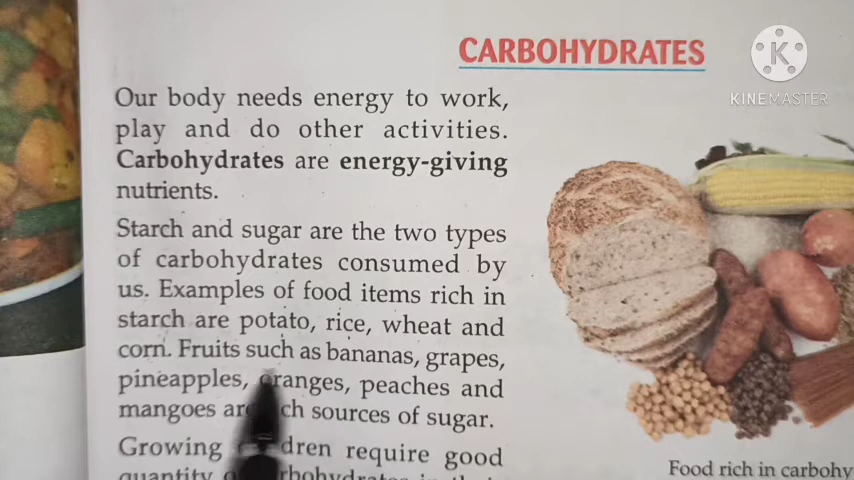 CARBOHYDRATES
K
KINEMASTER
Our body needs energy to work,
play and do other activities.
Carbohydrates are energy-giving
nutrients.
Starch and sugar are the two types
of carbohydrates consumed by
us. Examples of food items rich in
starch are potato, rice, wheat and
corn. Fruits such as bananas, grapes,
pineapples, oranges, peaches and
mangoes are rich sources of sugar.
Growing children require good
quantity
Food rich in carbohy